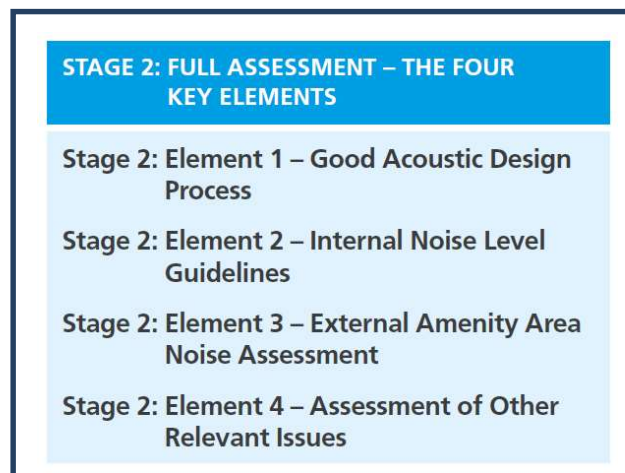 STAGE 2: FULL ASSESSMENT – THE FOUR
KEY ELEMENTS
Stage 2: Element 1 – Good Acoustic Design
Process
Stage 2: Element 2 – Internal Noise Level
Guidelines
Stage 2: Element 3 – External Amenity Area
Noise Assessment
Stage 2: Element 4 – Assessment of Other
Relevant Issues